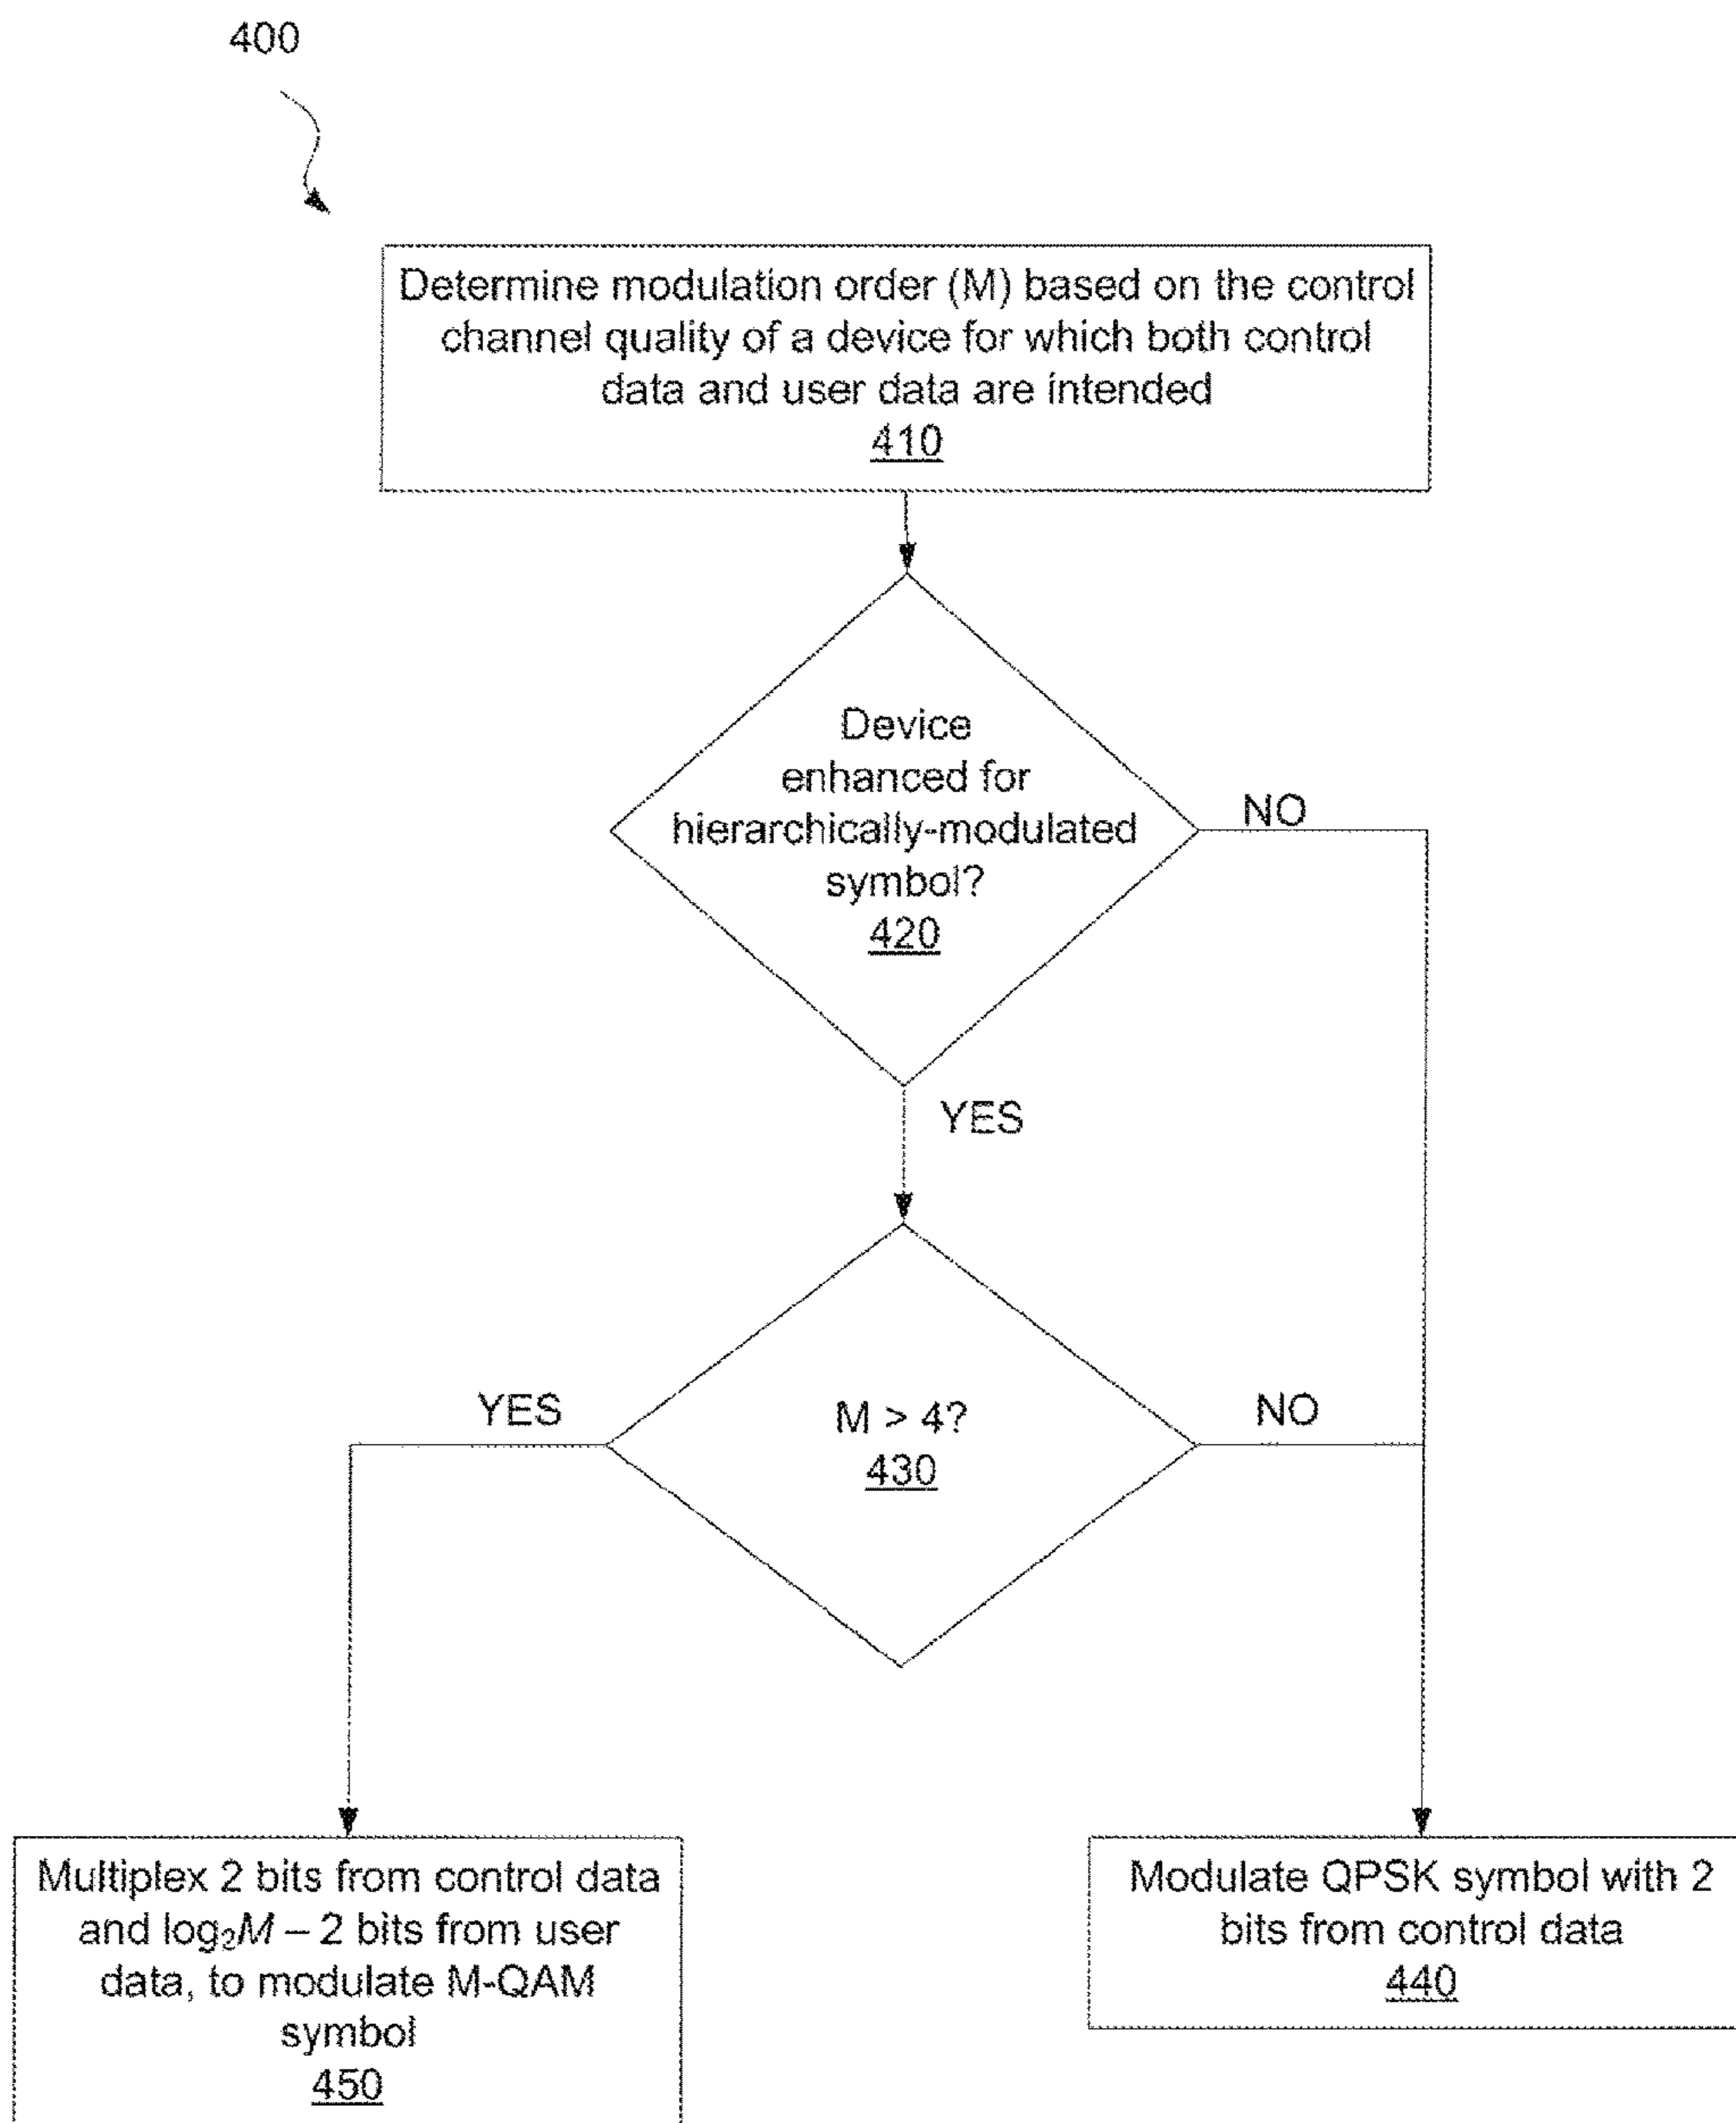 400
Determine modulation order (M) based on the control
channel quality of a device for which both control
data and user data are intended
410
Device
enhanced for
hierarchically-modulated
symbol?
420
NO
YES
M > 4?
430
YES
NO
Multiplex 2 bits from control data
and log₂M – 2 bits from user
data, to modulate M-QAM
symbol
450
Modulate QPSK symbol with 2
bits from control data
440